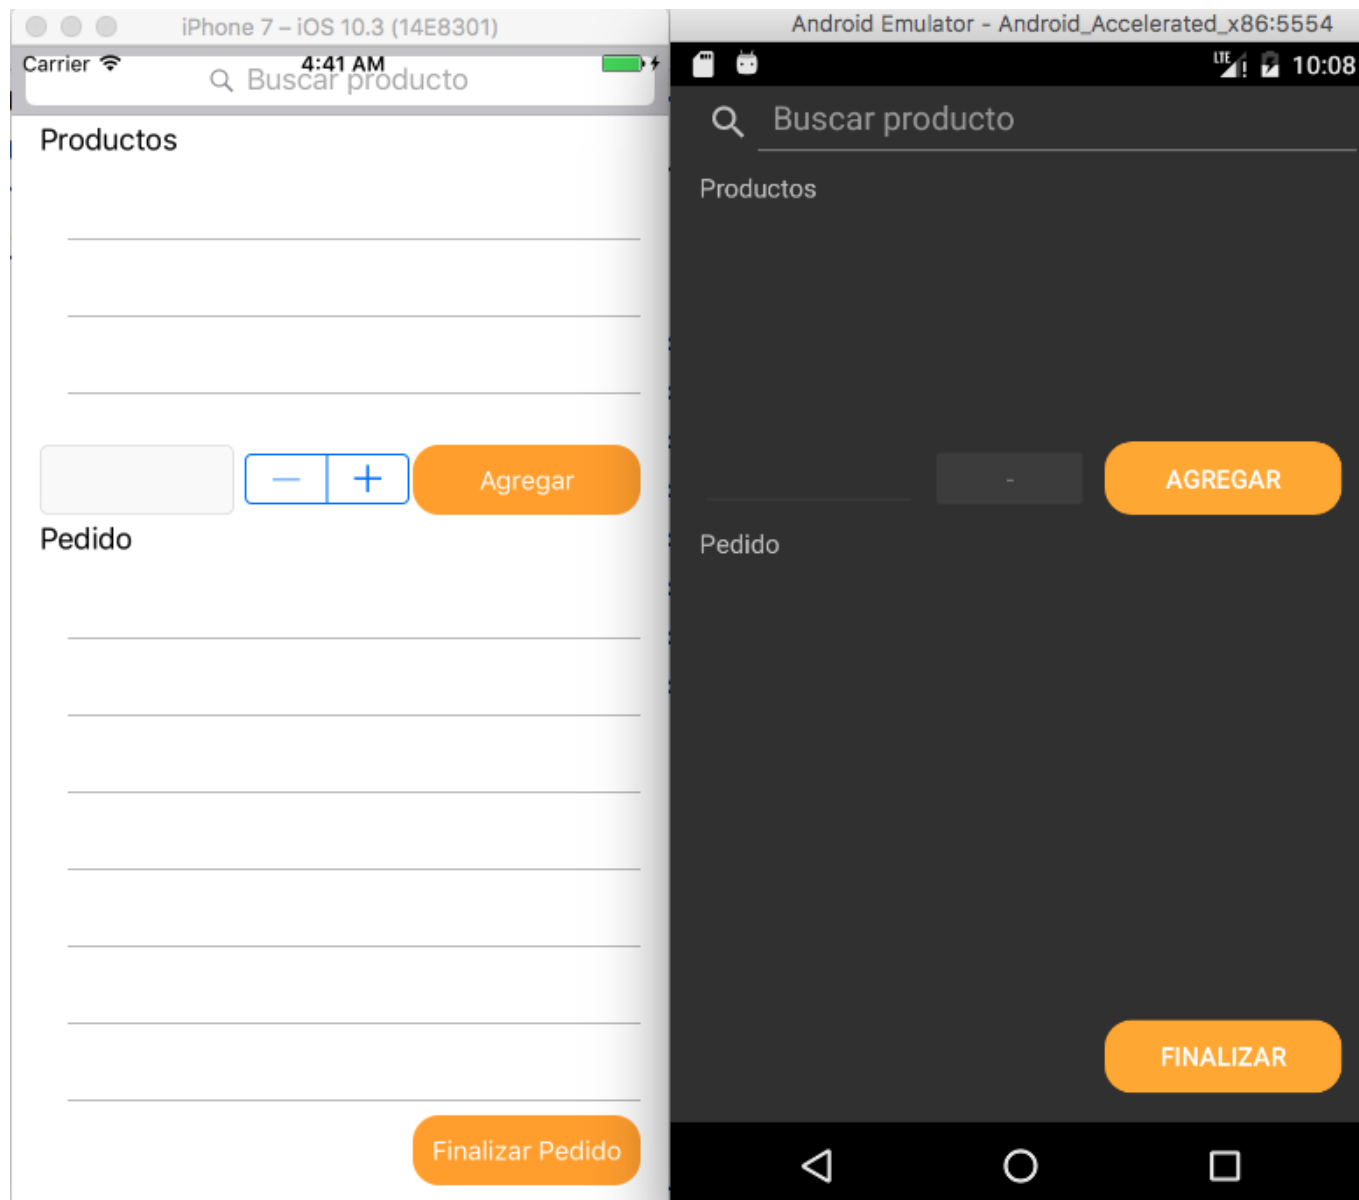 iPhone 7 – iOS 10.3 (14E8301)
Carrier 4:41 AM
Buscar producto
Productos
Agregar
Pedido
Finalizar Pedido
Android Emulator - Android_Accelerated_x86:5554
LTE 10:08
Buscar producto
Productos
- AGREGAR
Pedido
FINALIZAR